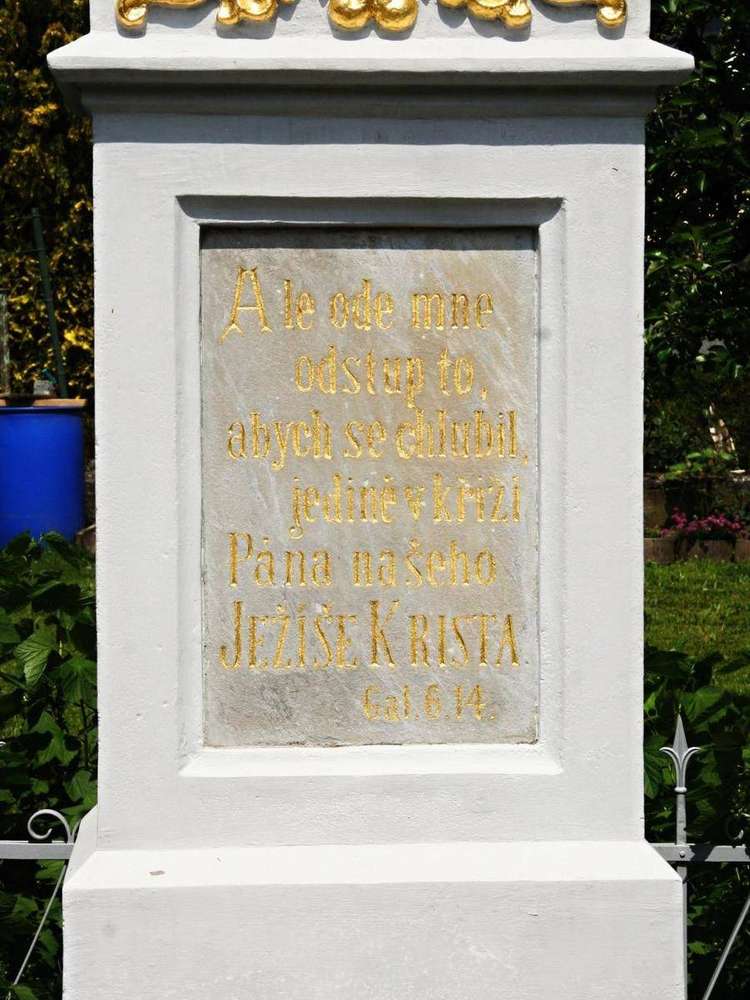 Ale ode mne
odstup to,
abych se chlubil,
jedině v kříži
Pána našeho
JEŽÍŠE KRISTA
Gal. 6.14.